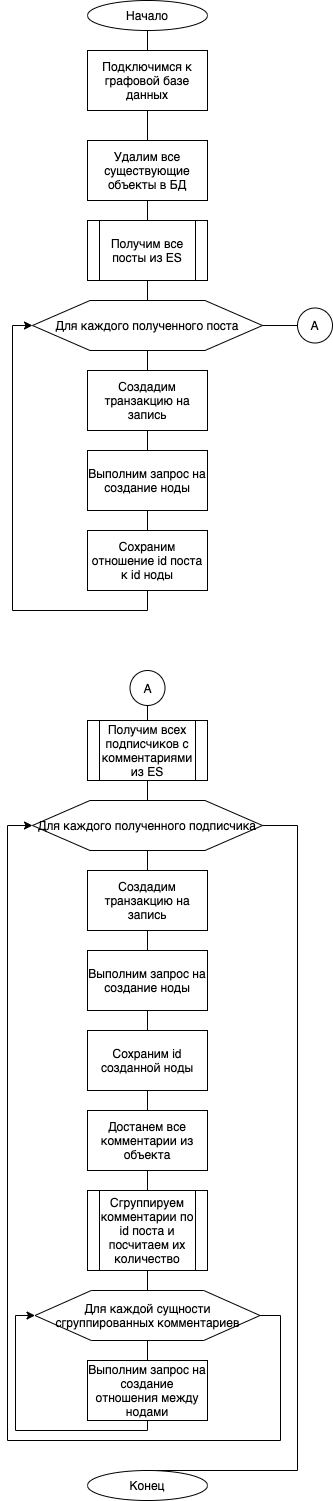 Начало
Подключимся к
графовой базе
данных
Удалим все
существующие
объекты в БД
Получим все
посты из ES
Для каждого полученного поста
A
Создадим
транзакцию на
запись
Выполним запрос на
создание ноды
Сохраним
отношение id поста
к id ноды
A
Получим всех
подписчиков с
комментариями
из ES
Для каждого полученного подписчика
Создадим
транзакцию на
запись
Выполним запрос на
создание ноды
Сохраним id
созданной ноды
Достанем все
комментарии из
объекта
Сгруппируем
комментарии по
id поста и
посчитаем их
количество
Для каждой сущности
сгруппированных комментариев
Выполним запрос на
создание
отношения между
нодами
Конец